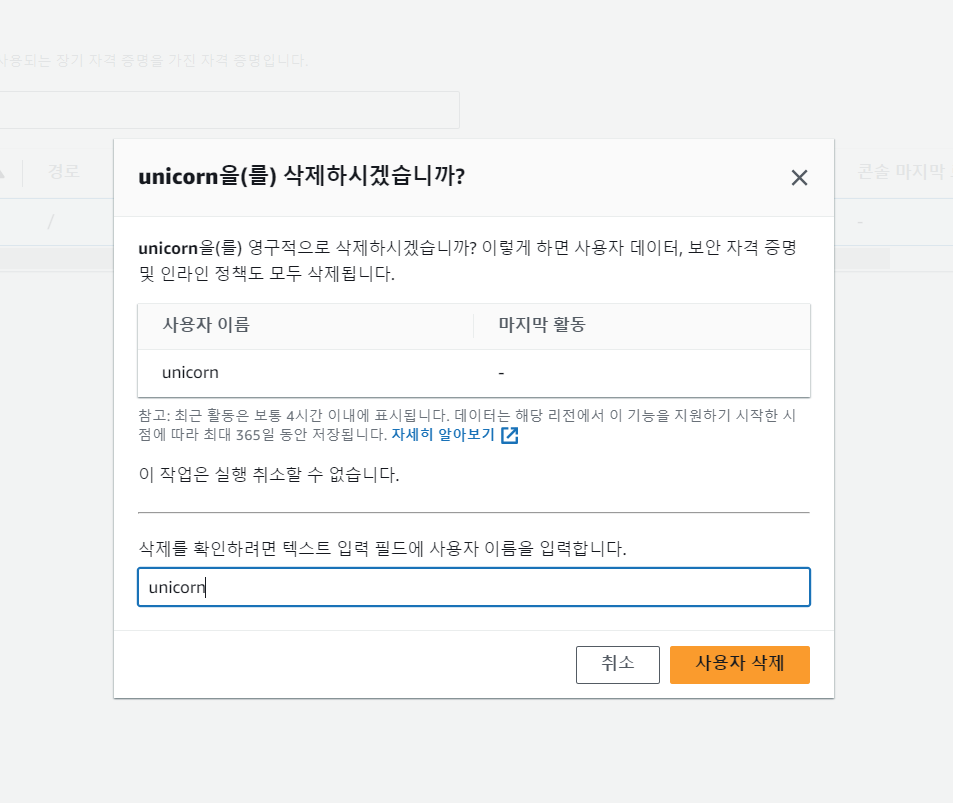 사용되는 장기 자격 증명을 가진 자격 증명입니다.
경로
콘솔 마지막
/
-
unicorn을(를) 삭제하시겠습니까?
unicorn을(를) 영구적으로 삭제하시겠습니까? 이렇게 하면 사용자 데이터, 보안 자격 증명
및 인라인 정책도 모두 삭제됩니다.
사용자 이름 마지막 활동
unicorn -
참고: 최근 활동은 보통 4시간 이내에 표시됩니다. 데이터는 해당 리전에서 이 기능을 지원하기 시작한 시
점에 따라 최대 365일 동안 저장됩니다. 자세히 알아보기
이 작업은 실행 취소할 수 없습니다.
삭제를 확인하려면 텍스트 입력 필드에 사용자 이름을 입력합니다.
unicorn
취소 사용자 삭제